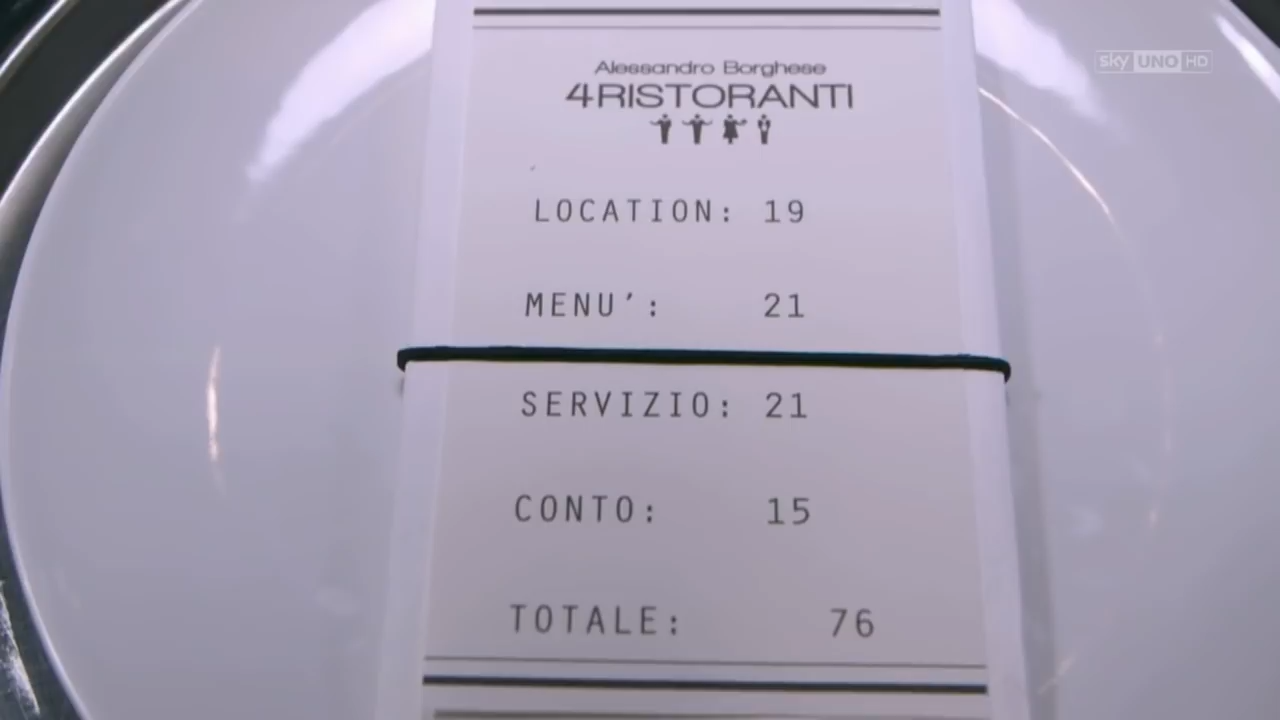 Alessandro Borghese
4RISTORANTI
sky UNO HD
LOCATION: 19
MENU': 21
SERVIZIO: 21
CONTO: 15
TOTALE: 76